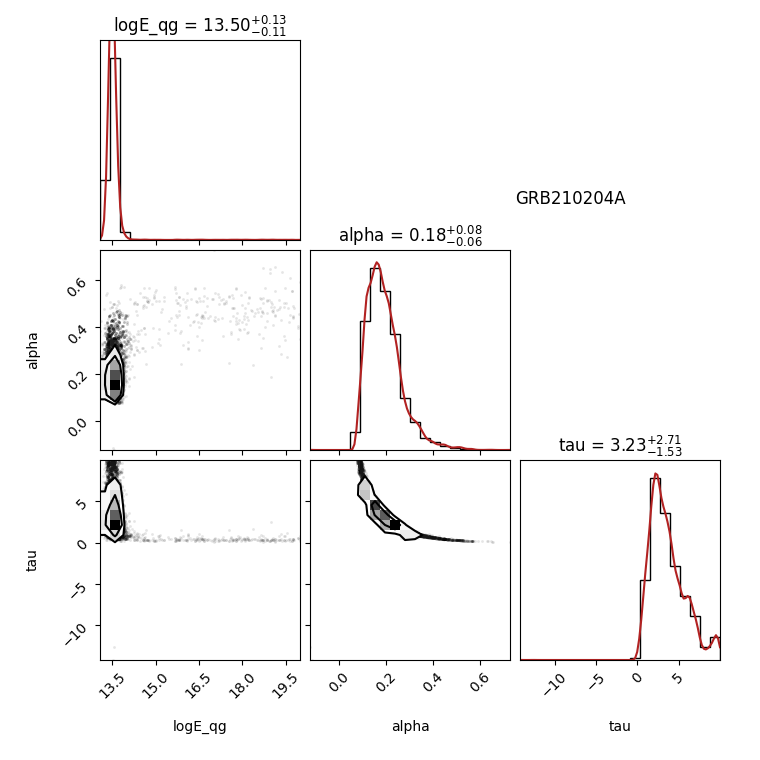 logE_qg = 13.50+0.13 −0.11
GRB210204A
alpha = 0.18+0.08 −0.06
alpha
0.6
0.4
0.2
0.0
tau = 3.23+2.71 −1.53
tau
5
0
−5
−10
13.5 15.0 16.5 18.0 19.5
0.0 0.2 0.4 0.6
−10 −5 0 5
logE_qg alpha tau